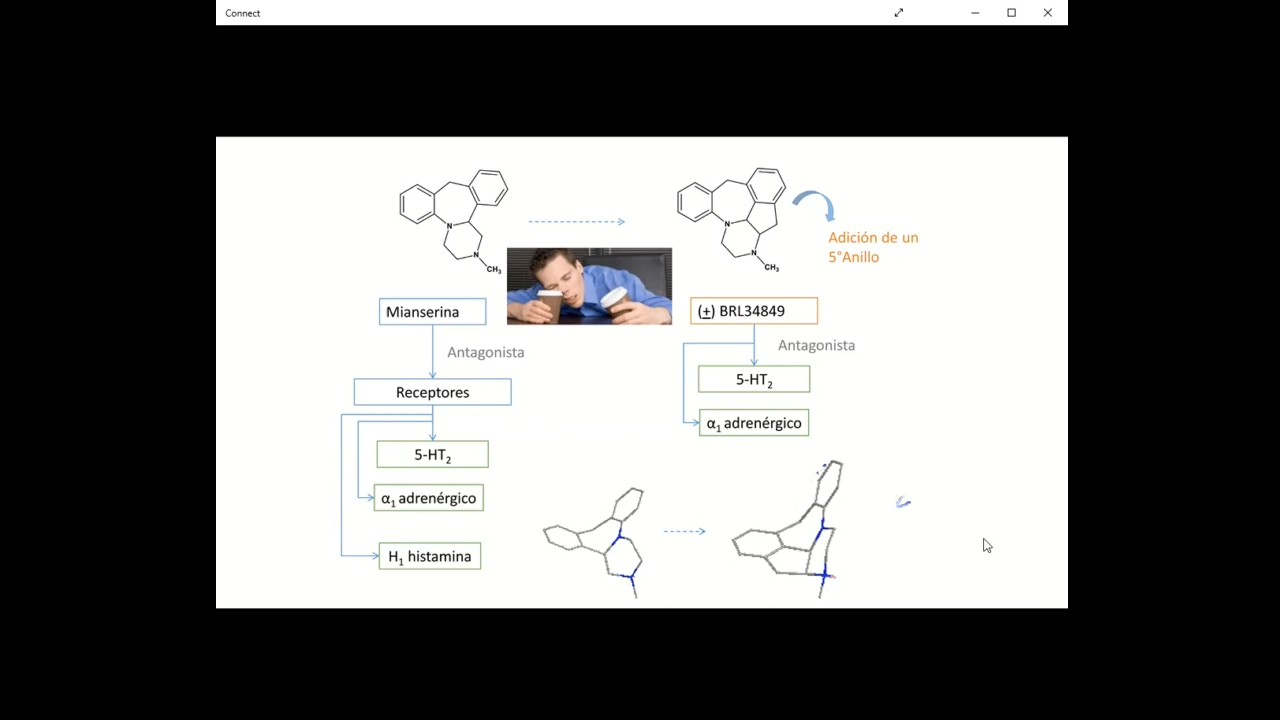 Connect
N
N
CH3
N
N
CH3
Adición de un
5°Anillo
Mianserina
(±) BRL34849
Antagonista
Antagonista
Receptores
5-HT2
α1 adrenérgico
5-HT2
α1 adrenérgico
H1 histamina